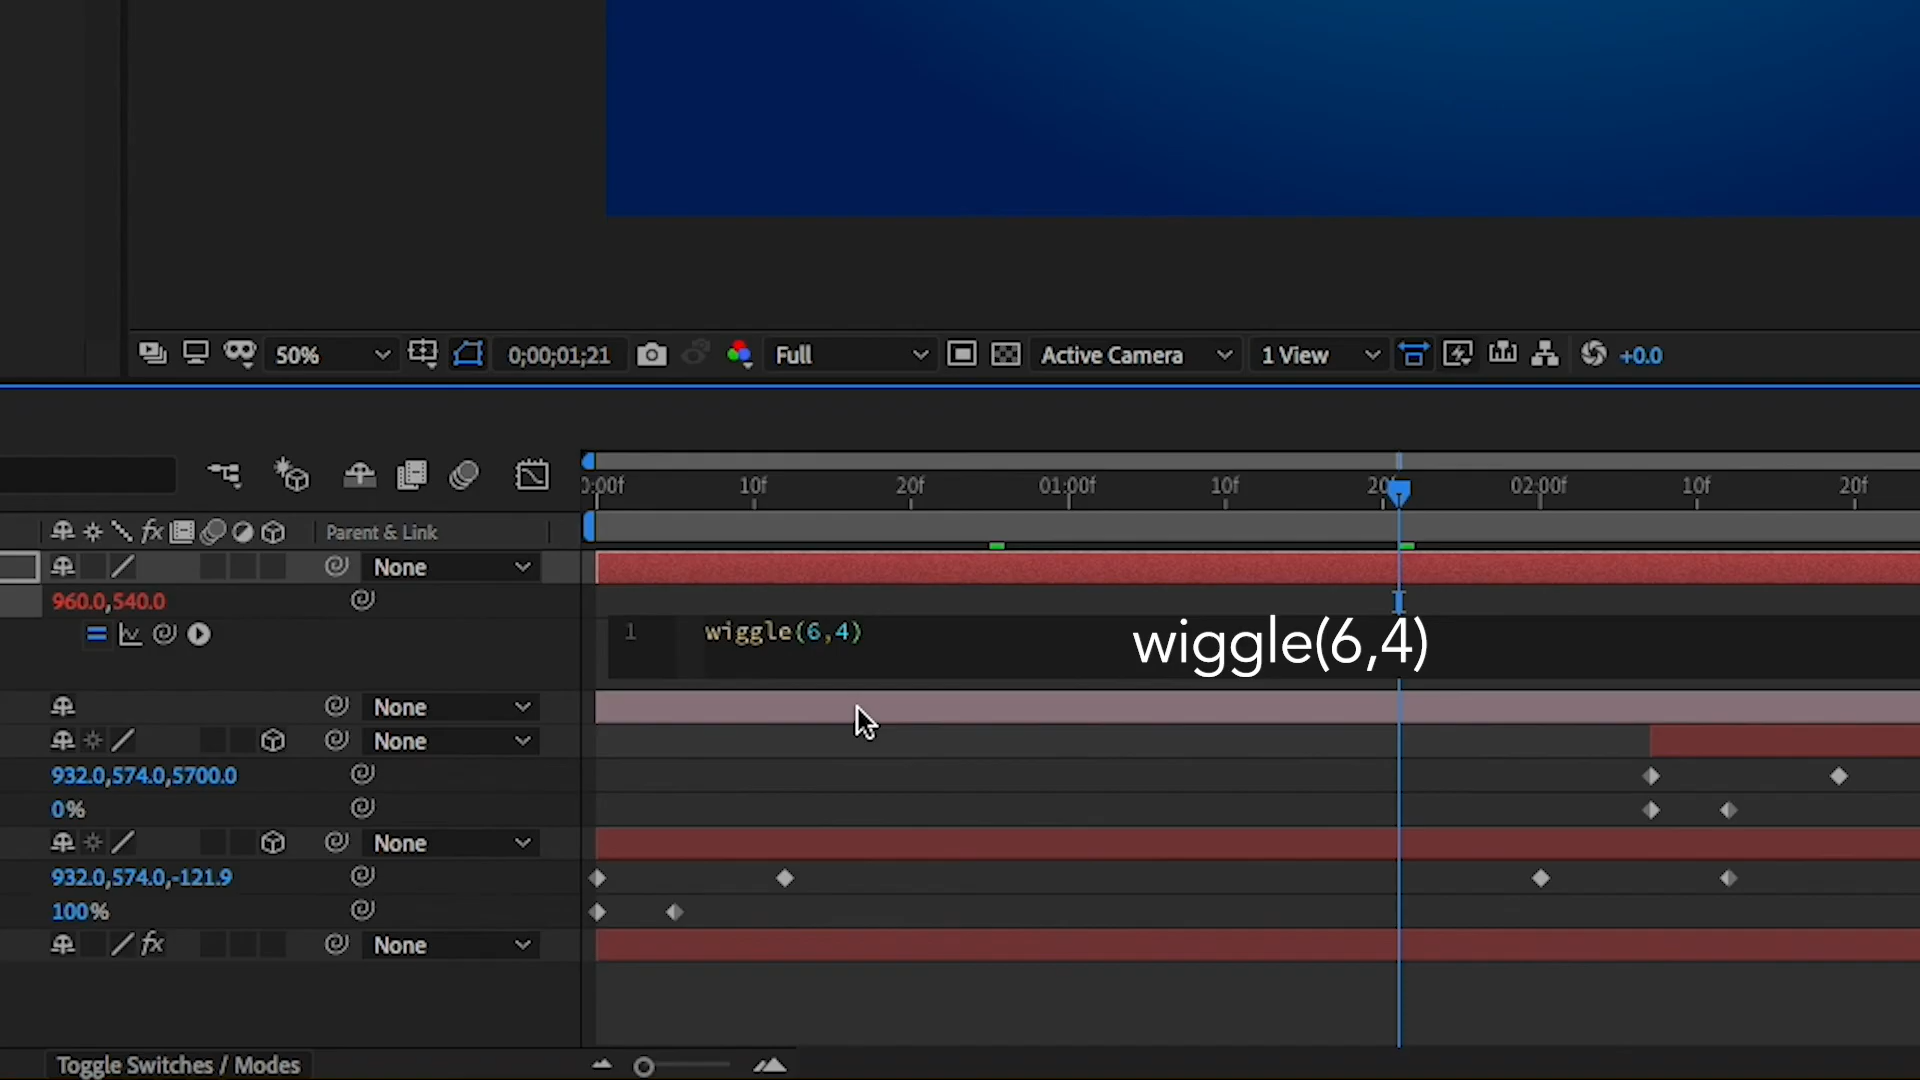 50% 0;00;01;21 Full Active Camera 1 View +0.0
0:00f 10f 20f 01:00f 10f 20f 02:00f 10f 20f
fx Parent & Link
None
960.0,540.0
1 wiggle(6,4) wiggle(6,4)
None
None
932.0,574.0,5700.0
0%
None
932.0,574.0,-121.9
100%
fx None
Toggle Switches / Modes